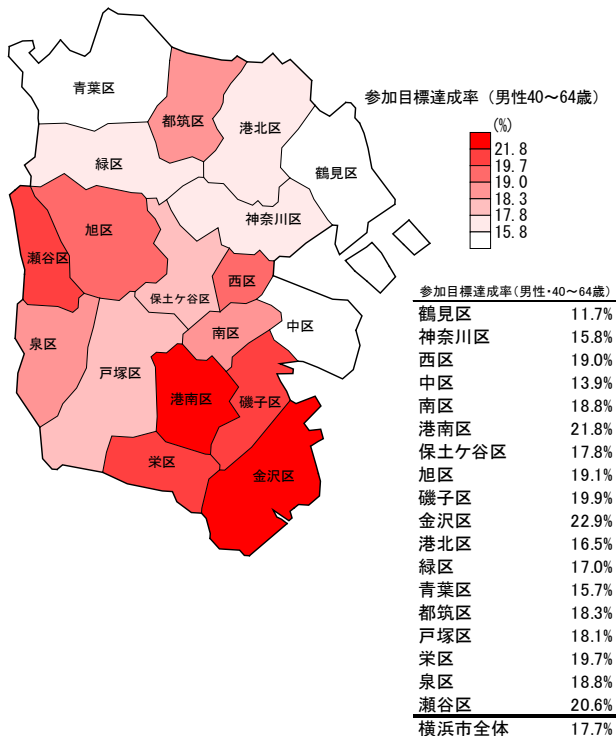 青葉区
都筑区
港北区
鶴見区
緑区
神奈川区
旭区
瀬谷区
西区
保土ケ谷区
南区
中区
泉区
戸塚区
港南区
磯子区
栄区
金沢区
参加目標達成率（男性40～64歳）
(%)
21.8
19.7
19.0
18.3
17.8
15.8
参加目標達成率(男性・40～64歳)
鶴見区 11.7%
神奈川区 15.8%
西区 19.0%
中区 13.9%
南区 18.8%
港南区 21.8%
保土ケ谷区 17.8%
旭区 19.1%
磯子区 19.9%
金沢区 22.9%
港北区 16.5%
緑区 17.0%
青葉区 15.7%
都筑区 18.3%
戸塚区 18.1%
栄区 19.7%
泉区 18.8%
瀬谷区 20.6%
横浜市全体 17.7%